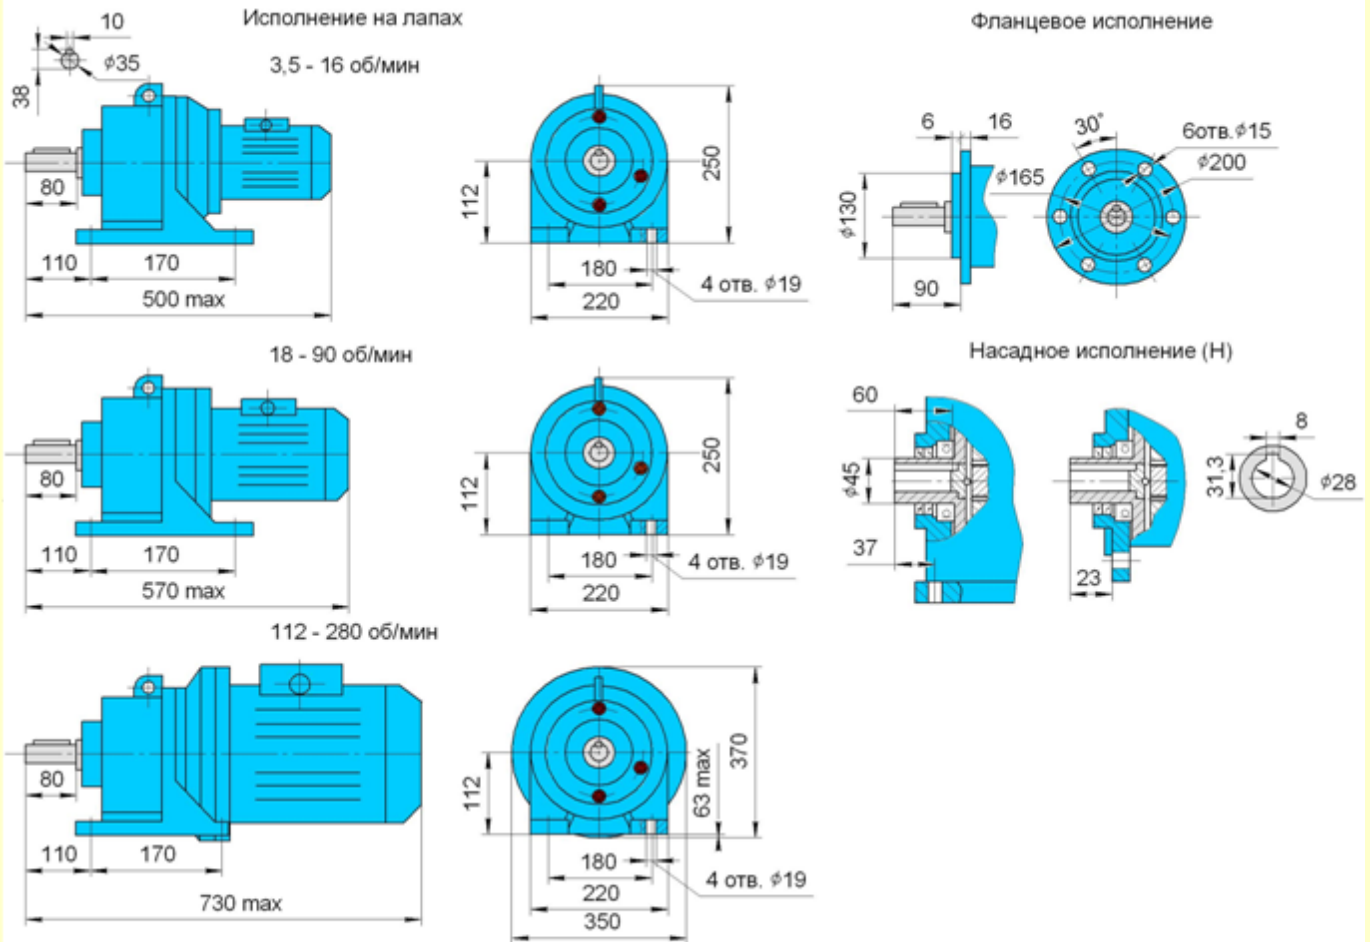 Исполнение на лапах
Фланцевое исполнение
10
ϕ35
38
3,5 - 16 об/мин
80
110
170
500 max
112
250
180
220
4 отв. ϕ19
6
16
30°
6отв.ϕ15
ϕ200
ϕ165
ϕ130
90
18 - 90 об/мин
80
110
170
570 max
112
250
180
220
4 отв. ϕ19
Насадное исполнение (Н)
60
ϕ45
37
23
8
31,3
ϕ28
112 - 280 об/мин
80
110
170
730 max
112
63 max
370
180
220
350
4 отв. ϕ19